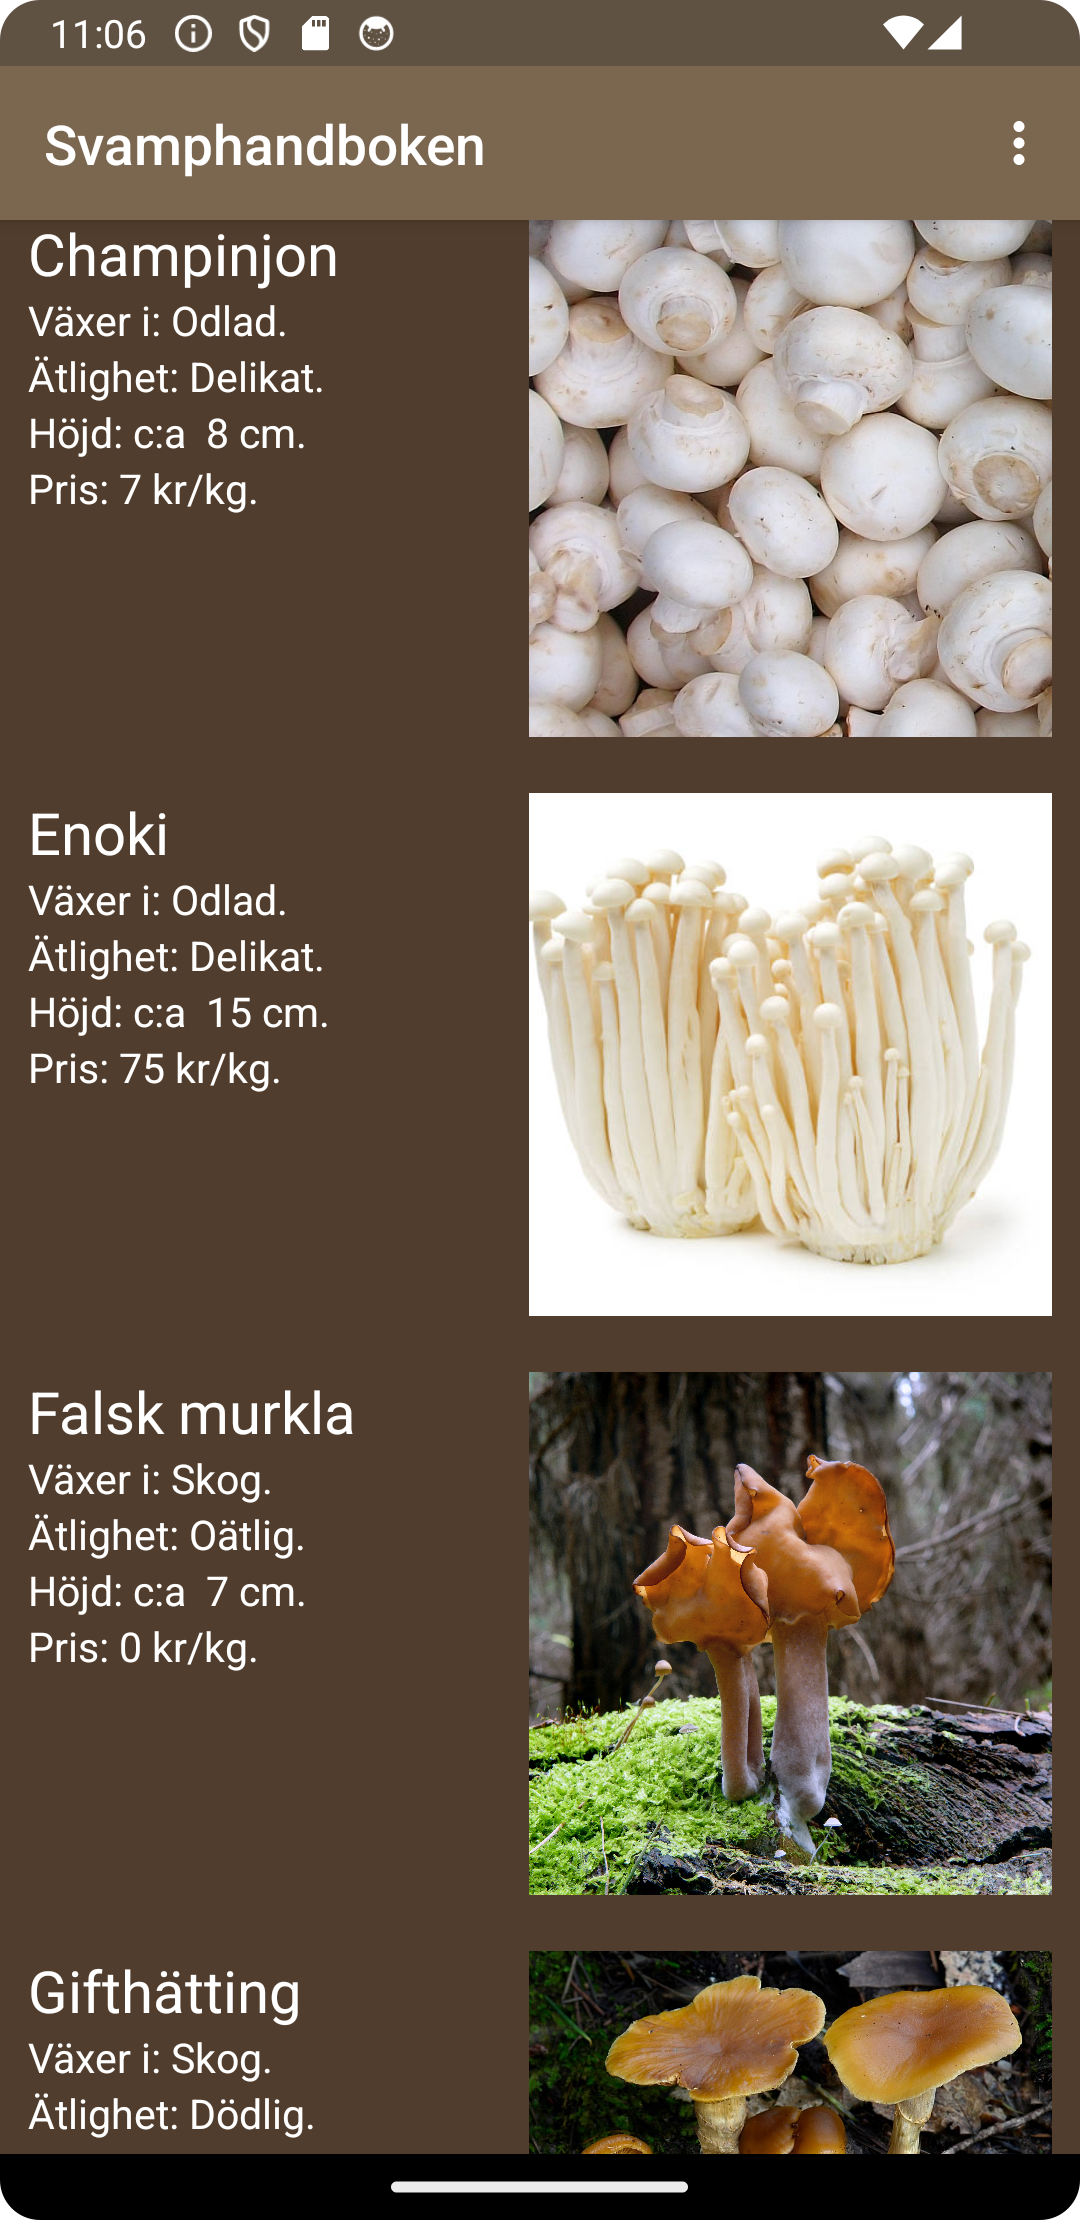 11:06
Svamphandboken
Champinjon
Växer i: Odlad.
Ätlighet: Delikat.
Höjd: c:a  8 cm.
Pris: 7 kr/kg.
Enoki
Växer i: Odlad.
Ätlighet: Delikat.
Höjd: c:a  15 cm.
Pris: 75 kr/kg.
Falsk murkla
Växer i: Skog.
Ätlighet: Oätlig.
Höjd: c:a  7 cm.
Pris: 0 kr/kg.
Gifthätting
Växer i: Skog.
Ätlighet: Dödlig.